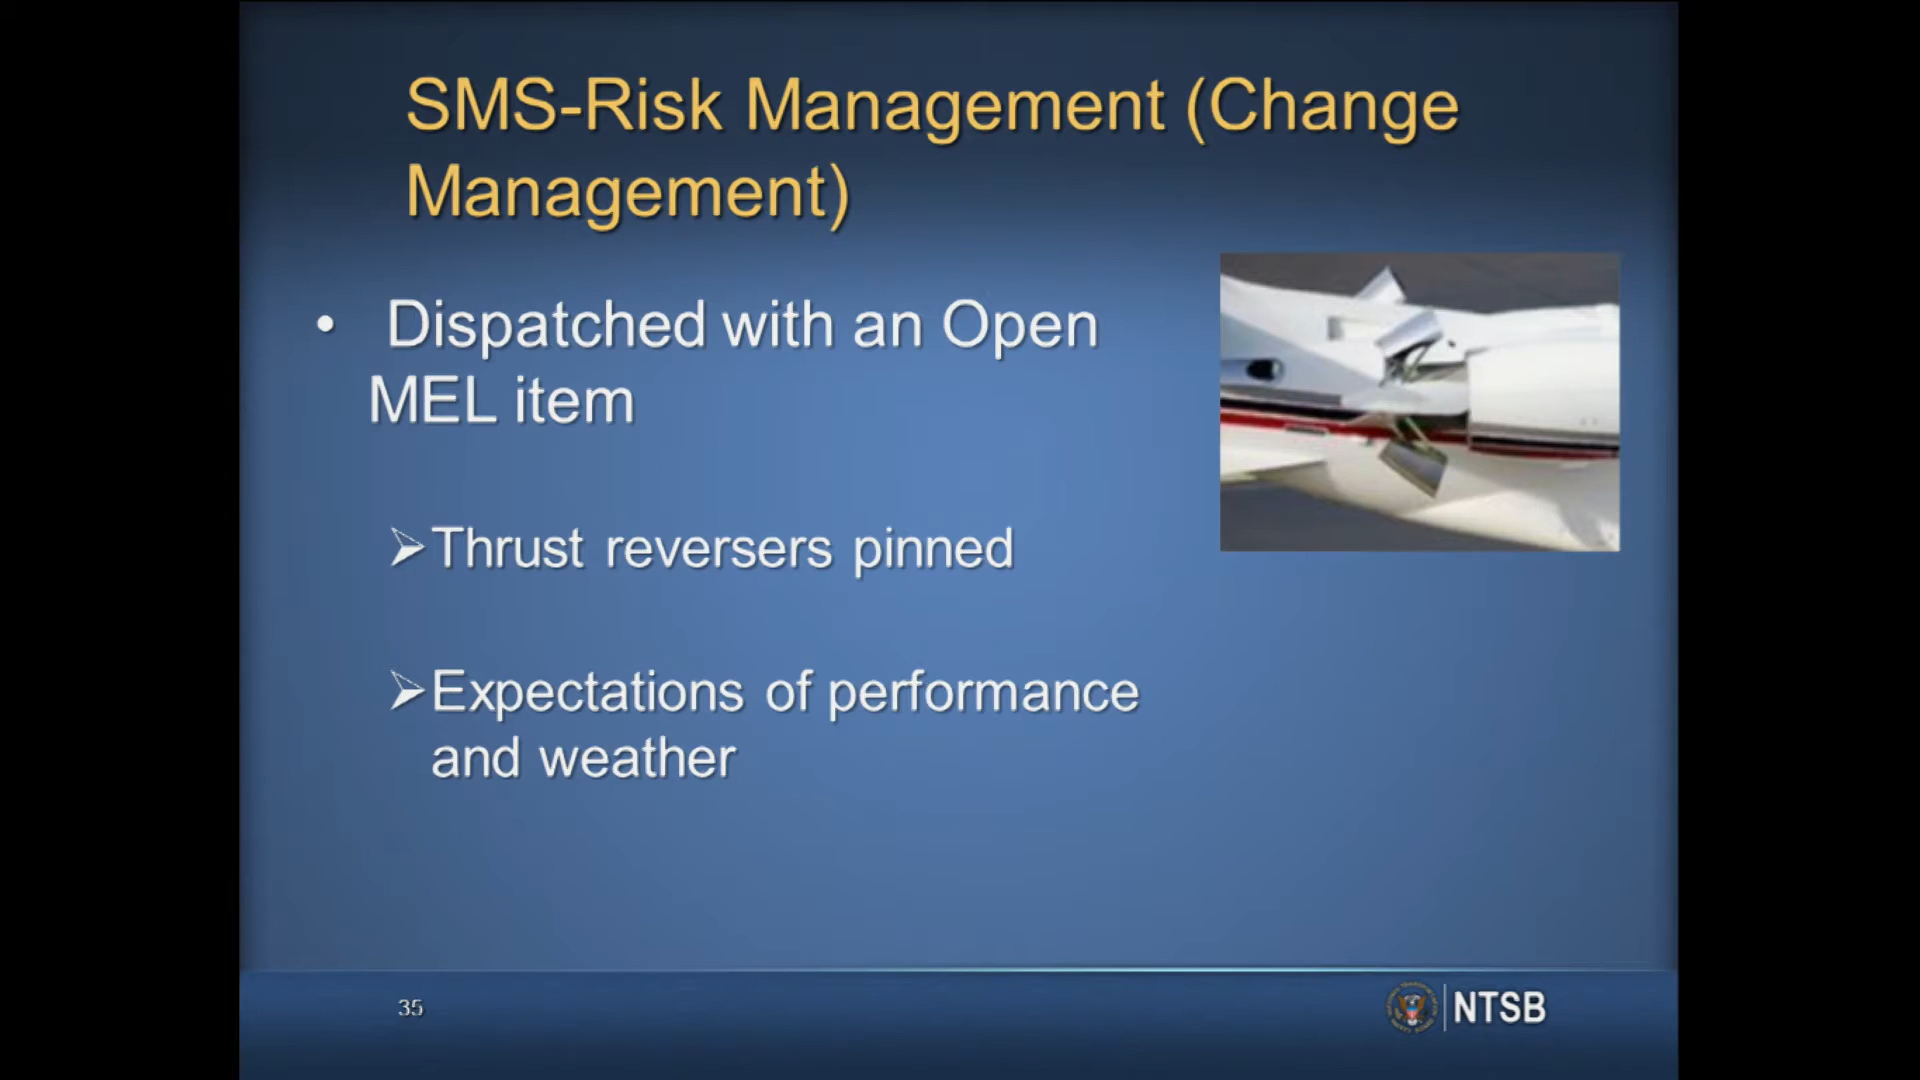 SMS-Risk Management (Change
Management)
• Dispatched with an Open
MEL item
➢Thrust reversers pinned
➢Expectations of performance
and weather
35
NTSB